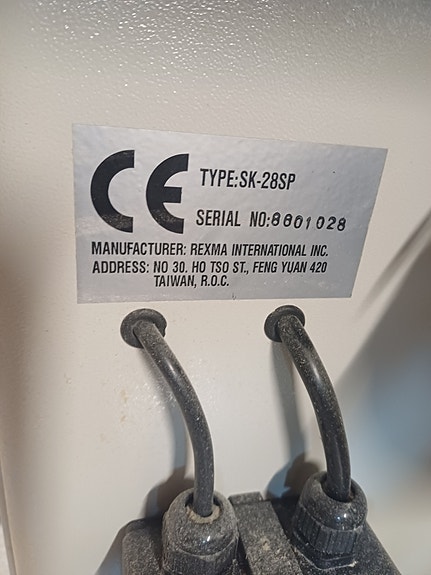 CE TYPE:SK-28SP
SERIAL NO:8801028
MANUFACTURER: REXMA INTERNATIONAL INC.
ADDRESS: NO 30. HO TSO ST., FENG YUAN 420
TAIWAN, R.O.C.